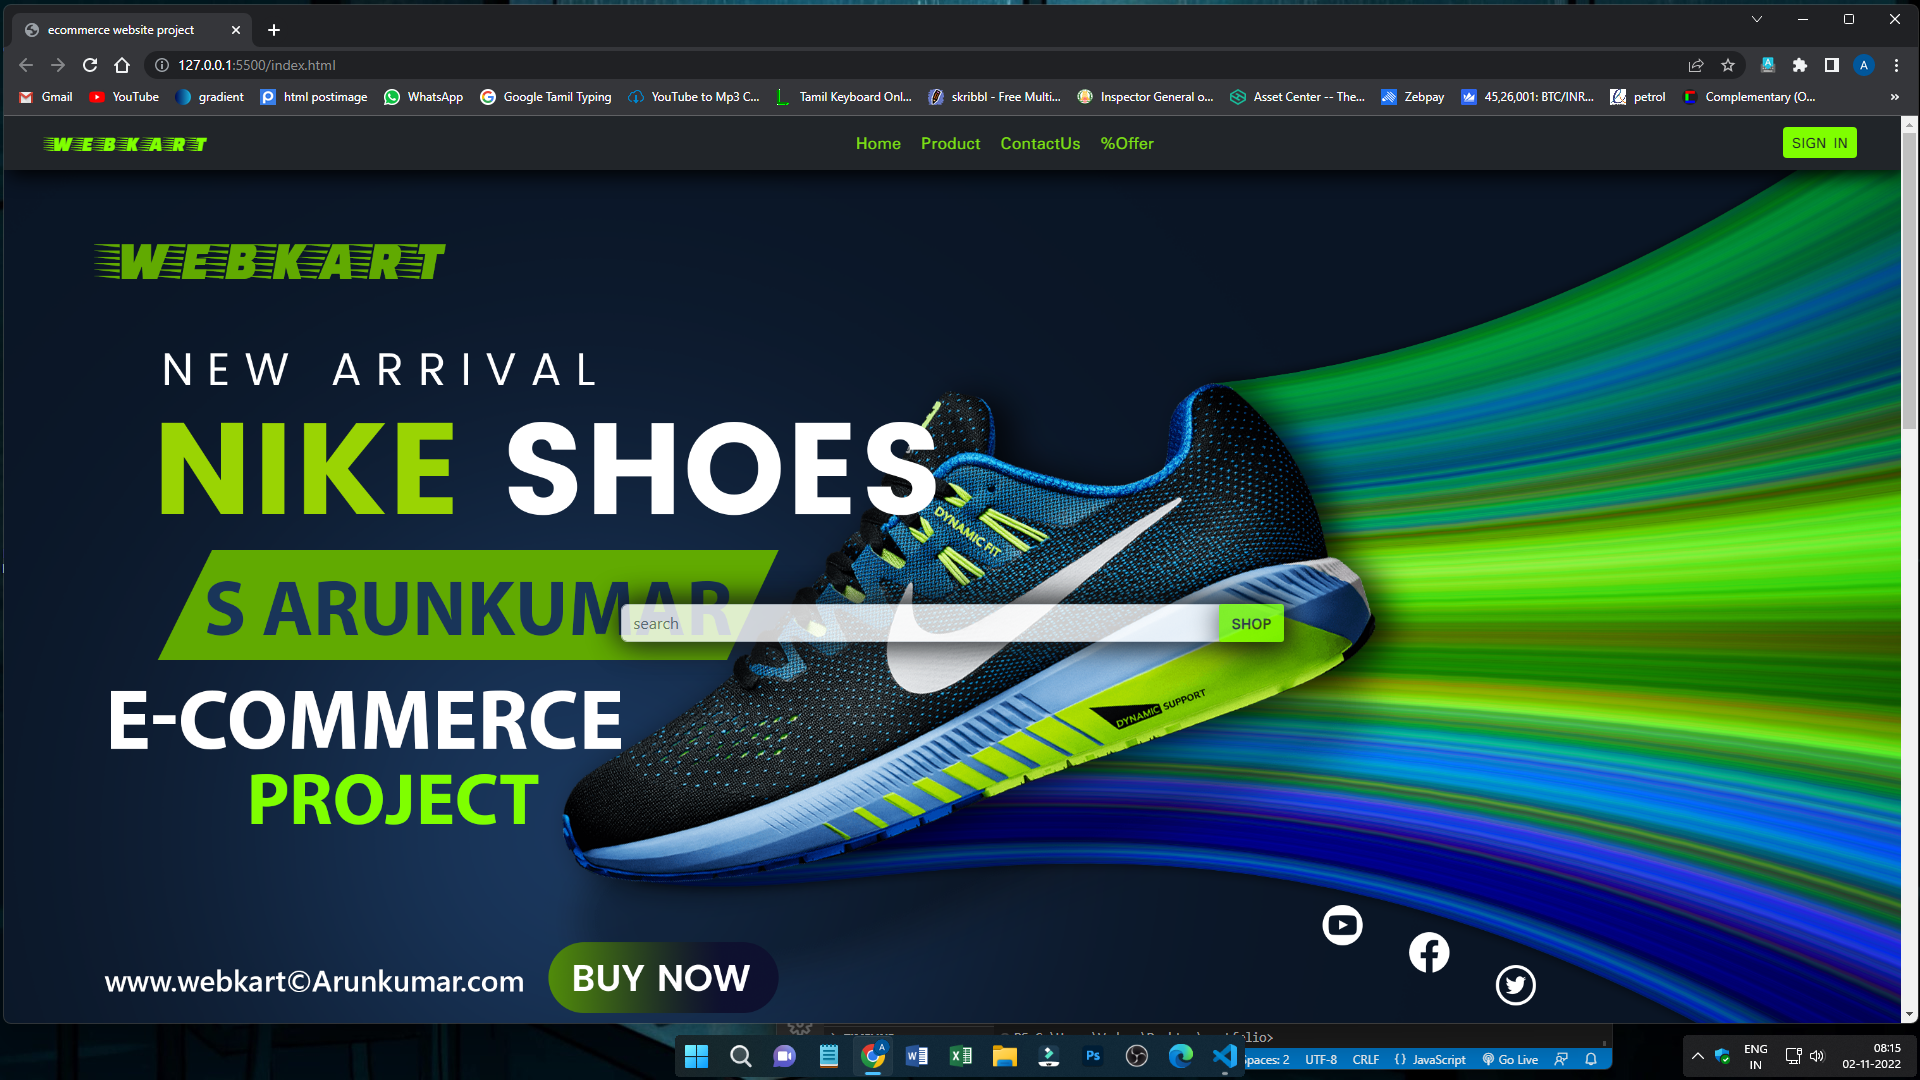 ecommerce website project
127.0.0.1:5500/index.html
A
Gmail YouTube gradient html postimage WhatsApp Google Tamil Typing YouTube to Mp3 C... Tamil Keyboard Onl... skribbl - Free Multi... Inspector General o... Asset Center -- The... Zebpay 45,26,001: BTC/INR... petrol Complementary (O... »
WEBKART Home Product ContactUs %Offer SIGN IN
WEBKART
NEW ARRIVAL
NIKE SHOES
DYNAMIC FIT
S ARUNKUMAR
search SHOP
DYNAMIC SUPPORT
E-COMMERCE
PROJECT
www.webkart©Arunkumar.com BUY NOW
Spaces: 2 UTF-8 CRLF {} JavaScript Go Live
ENG
IN
08:15
02-11-2022